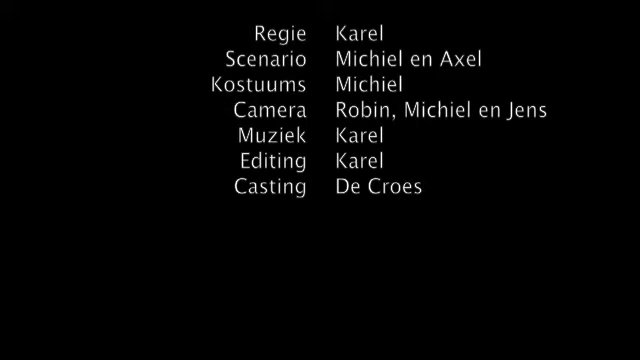 Regie Karel
Scenario Michiel en Axel
Kostuums Michiel
Camera Robin, Michiel en Jens
Muziek Karel
Editing Karel
Casting De Croes